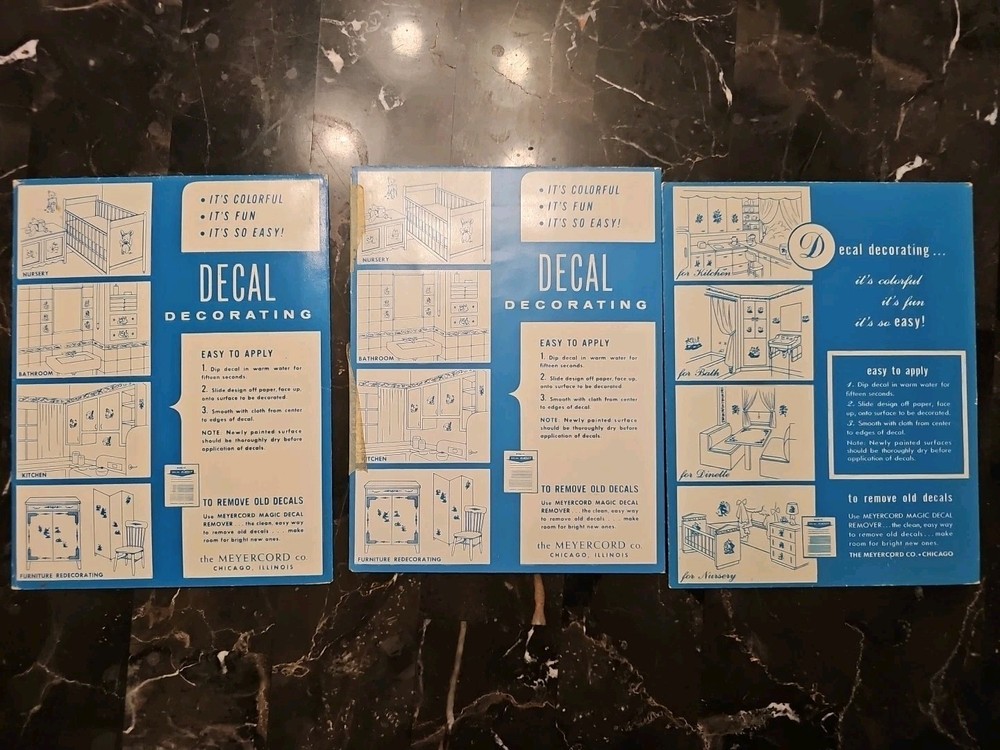 NURSERY
BATHROOM
KITCHEN
FURNITURE REDECORATING
• IT'S COLORFUL
• IT'S FUN
• IT'S SO EASY!
DECAL
DECORATING
EASY TO APPLY
1. Dip decal in warm water for
fifteen seconds.
2. Slide design off paper, face up,
onto surface to be decorated.
3. Smooth with cloth from center
to edges of decal.
NOTE: Newly painted surfaces
should be thoroughly dry before
application of decals.
TO REMOVE OLD DECALS
Use MEYERCORD MAGIC DECAL
REMOVER ... the clean, easy way
to remove old decals ... make
room for bright new ones.
the MEYERCORD co.
CHICAGO, ILLINOIS
NURSERY
BATHROOM
KITCHEN
FURNITURE REDECORATING
• IT'S COLORFUL
• IT'S FUN
• IT'S SO EASY!
DECAL
DECORATING
EASY TO APPLY
1. Dip decal in warm water for
fifteen seconds.
2. Slide design off paper, face up,
onto surface to be decorated.
3. Smooth with cloth from center
to edges of decal.
NOTE: Newly painted surfaces
should be thoroughly dry before
application of decals.
TO REMOVE OLD DECALS
Use MEYERCORD MAGIC DECAL
REMOVER ... the clean, easy way
to remove old decals ... make
room for bright new ones.
the MEYERCORD co.
CHICAGO, ILLINOIS
for Kitchen
for Bath
for Dinette
for Nursery
Decal decorating...
it's colorful
it's fun
it's so easy!
easy to apply
1. Dip decal in warm water for
fifteen seconds.
2. Slide design off paper, face
up, onto surface to be decorated.
3. Smooth with cloth from center
to edges of decal.
Note: Newly painted surfaces
should be thoroughly dry before
application of decals.
to remove old decals
Use MEYERCORD MAGIC DECAL
REMOVER...the clean, easy way
to remove old decals...make
room for bright new ones.
THE MEYERCORD CO. • CHICAGO